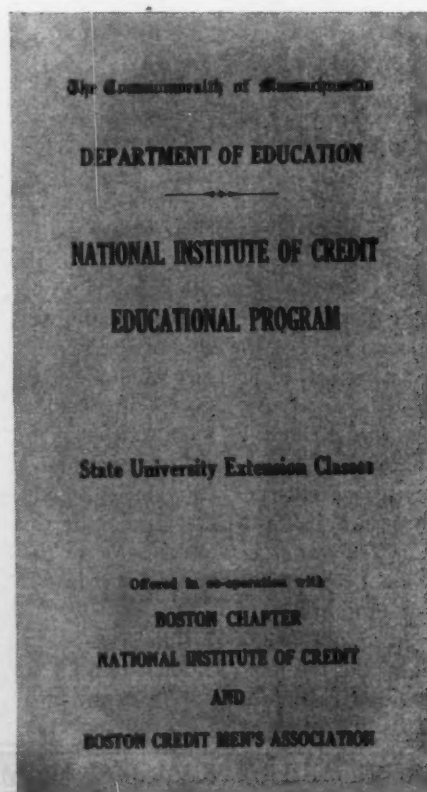 The Commonwealth of Massachusetts
DEPARTMENT OF EDUCATION
NATIONAL INSTITUTE OF CREDIT
EDUCATIONAL PROGRAM
State University Extension Classes
Offered in co-operation with
BOSTON CHAPTER
NATIONAL INSTITUTE OF CREDIT
AND
BOSTON CREDIT MEN'S ASSOCIATION